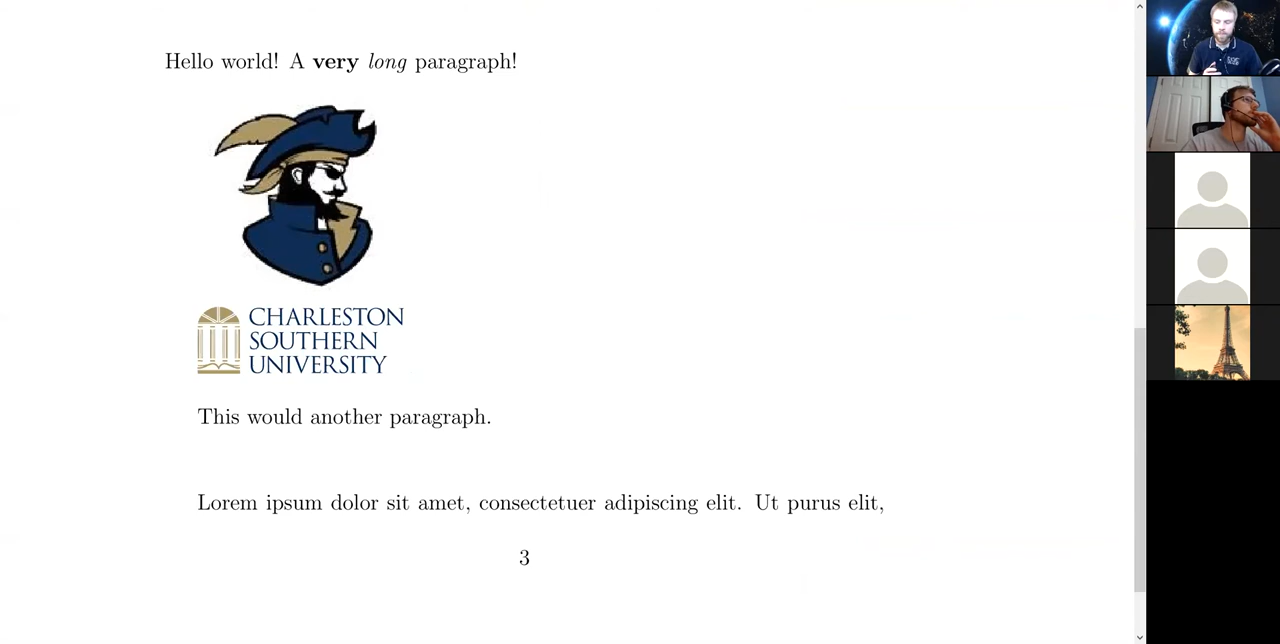 Hello world! A very long paragraph!
CHARLESTON
SOUTHERN
UNIVERSITY
This would another paragraph.
Lorem ipsum dolor sit amet, consectetuer adipiscing elit. Ut purus elit,
3